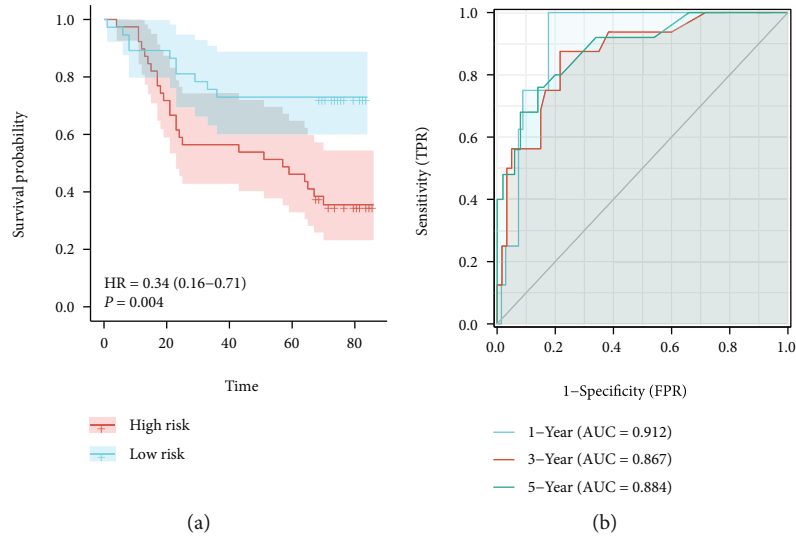 1.0
0.8
0.6
0.4
0.2
0.0
Survival probability
HR = 0.34 (0.16−0.71)
P = 0.004
0
20
40
60
80
Time
High risk
Low risk
(a)
1.0
0.8
0.6
0.4
0.2
0.0
Sensitivity (TPR)
0.0
0.2
0.4
0.6
0.8
1.0
1−Specificity (FPR)
1−Year (AUC = 0.912)
3−Year (AUC = 0.867)
5−Year (AUC = 0.884)
(b)